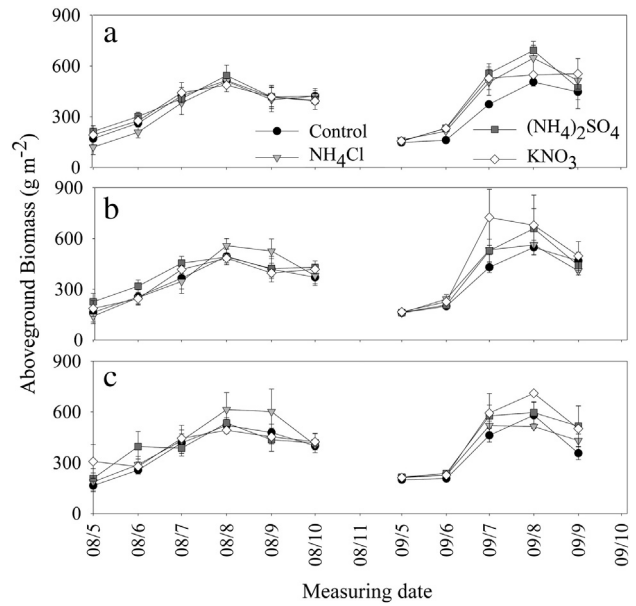 a
900
600
300
0
Control
NH4Cl
(NH4)2SO4
KNO3
Aboveground Biomass (g m-2)
b
900
600
300
0
c
900
600
300
0
08/5
08/6
08/7
08/8
08/9
08/10
08/11
09/5
09/6
09/7
09/8
09/9
09/10
Measuring date